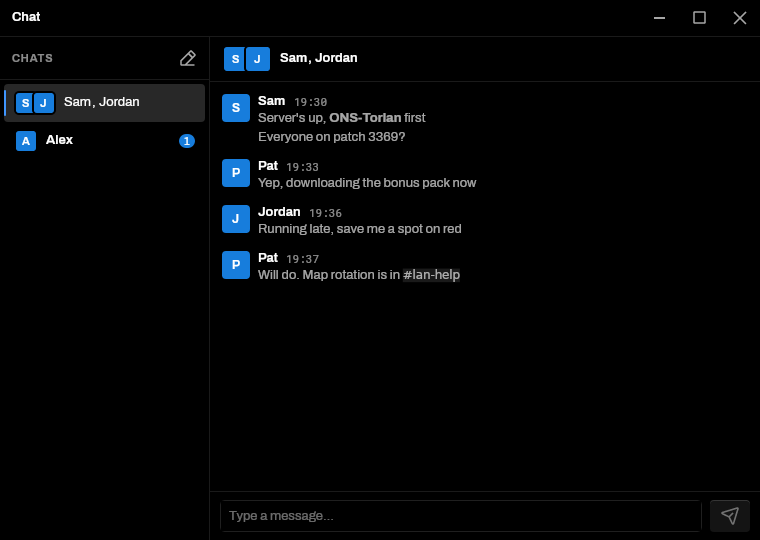 Chat
CHATS
S J Sam, Jordan
A Alex 1
S J Sam, Jordan
S Sam 19:30
Server's up, ONS-Torlan first
Everyone on patch 3369?
P Pat 19:33
Yep, downloading the bonus pack now
J Jordan 19:36
Running late, save me a spot on red
P Pat 19:37
Will do. Map rotation is in #lan-help
Type a message...